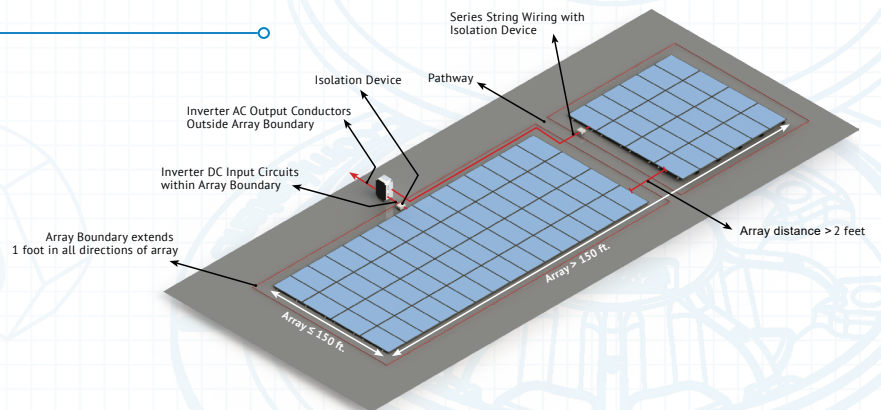 Series String Wiring with
Isolation Device
Isolation Device
Pathway
Inverter AC Output Conductors
Outside Array Boundary
Inverter DC Input Circuits
within Array Boundary
Array Boundary extends
1 foot in all directions of array
Array distance > 2 feet
Array > 150 ft.
Array ≤ 150 ft.